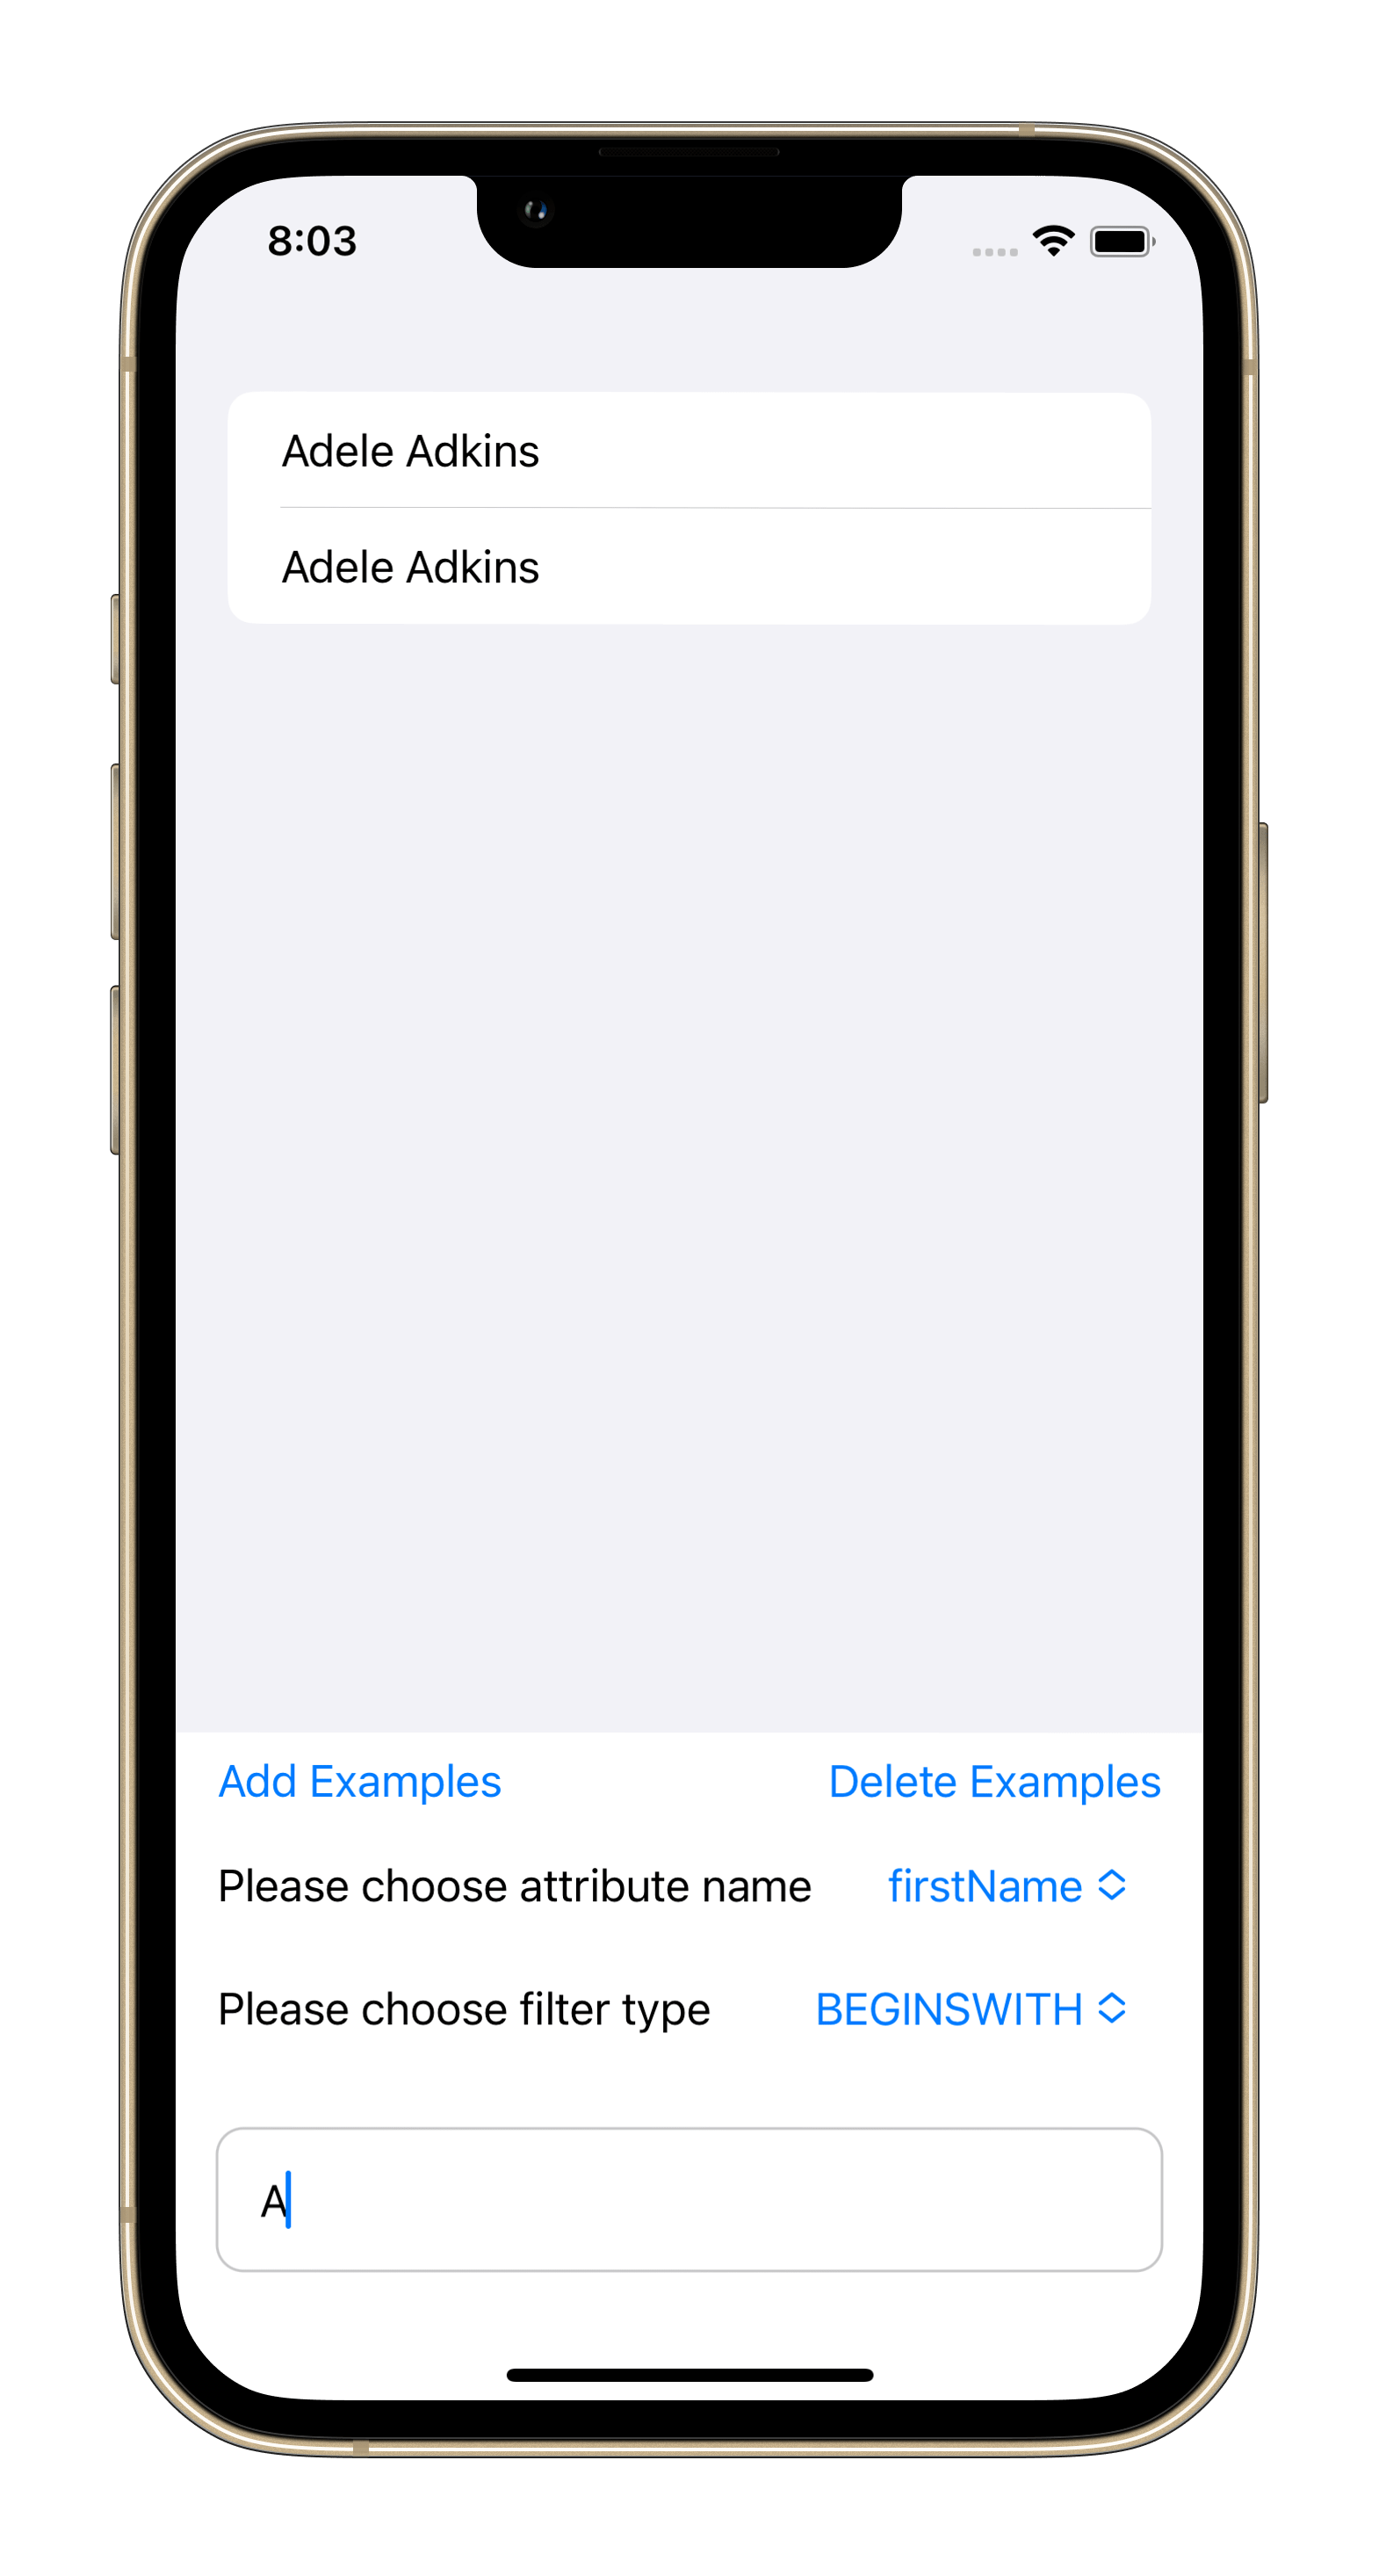 8:03
Adele Adkins
Adele Adkins
Add Examples Delete Examples
Please choose attribute name firstName
Please choose filter type BEGINSWITH
A